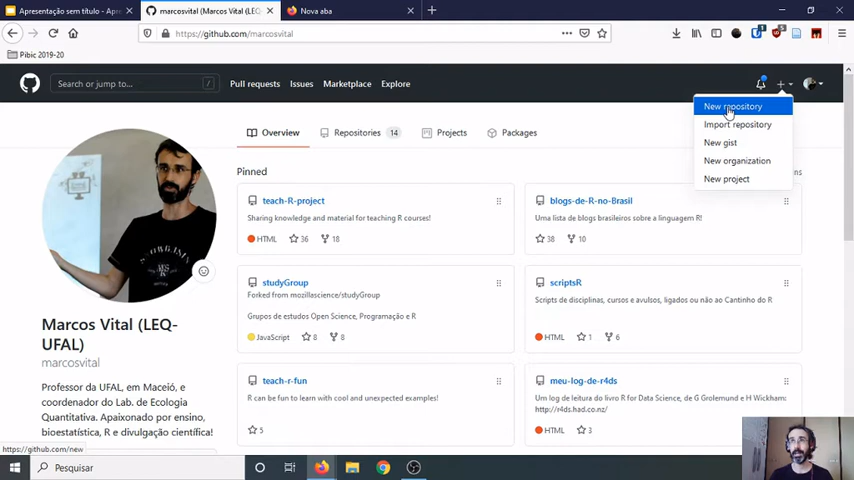 Apresentação sem título - Apre
marcosvital (Marcos Vital (LEQ-
Nova aba
https://github.com/marcosvital
Pibic 2019-20
Search or jump to...
/
Pull requests
Issues
Marketplace
Explore
New repository
Import repository
New gist
New organization
New project
Overview
Repositories 14
Projects
Packages
Pinned
teach-R-project
Sharing knowledge and material for teaching R courses!
HTML 36 18
blogs-de-R-no-Brasil
Uma lista de blogs brasileiros sobre a linguagem R!
38 10
studyGroup
Forked from mozillascience/studyGroup
Grupos de estudos Open Science, Programação e R
JavaScript 8 8
scriptsR
Scripts de disciplinas, cursos e avulsos, ligados ou não ao Cantinho do R
HTML 1 6
teach-r-fun
R can be fun to learn with cool and unexpected examples!
5
meu-log-de-r4ds
Um log de leitura do livro R for Data Science, de G Grolemund e H Wickham:
http://r4ds.had.co.nz/
HTML 3
Marcos Vital (LEQ-
UFAL)
marcosvital
Professor da UFAL, em Maceió, e
coordenador do Lab. de Ecologia
Quantitativa. Apaixonado por ensino,
bioestatística, R e divulgação científica!
https://github.com/new
Pesquisar